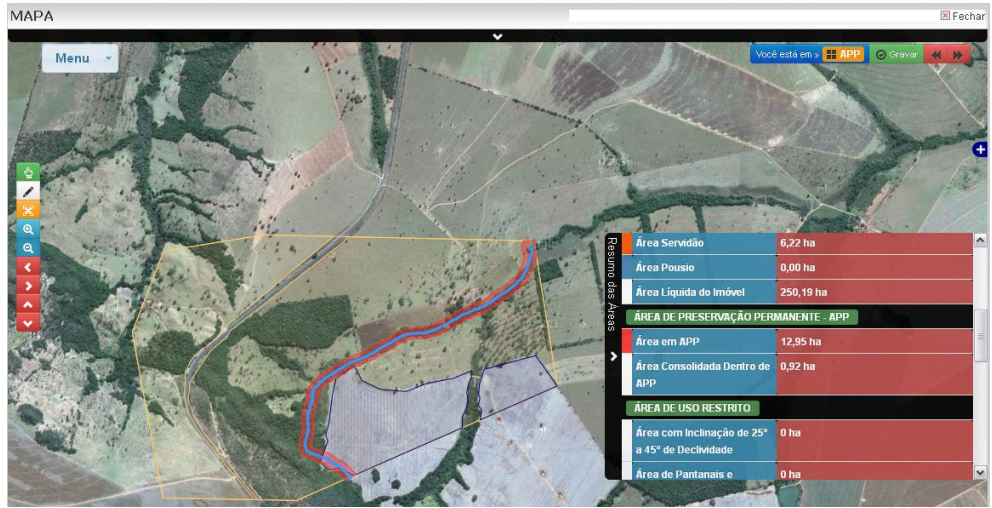 MAPA
Fechar
Menu
Você está em » APP
Gravar
Resumo das Áreas
Área Servidão 6,22 ha
Área Pousio 0,00 ha
Área Líquida do Imóvel 250,19 ha
ÁREA DE PRESERVAÇÃO PERMANENTE - APP
Área em APP 12,95 ha
Área Consolidada Dentro de 0,92 ha
APP
ÁREA DE USO RESTRITO
Área com Inclinação de 25° 0 ha
a 45° de Declividade
Área de Pantanais e 0 ha